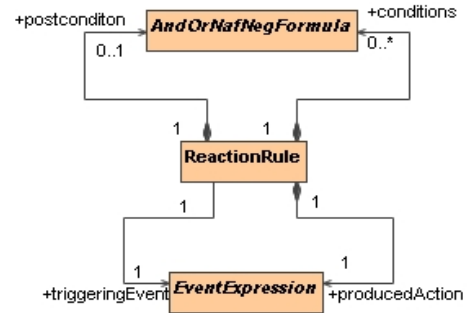 +postconditon
+conditions
AndOrNafNegFormula
0..1
0..*
1
1
ReactionRule
1
1
1
1
+triggeringEvent
EventExpression
+producedAction